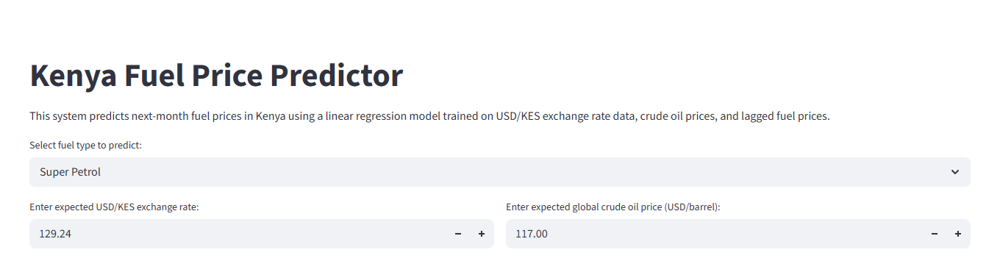 Kenya Fuel Price Predictor
This system predicts next-month fuel prices in Kenya using a linear regression model trained on USD/KES exchange rate data, crude oil prices, and lagged fuel prices.
Select fuel type to predict:
Super Petrol
Enter expected USD/KES exchange rate:
129.24
Enter expected global crude oil price (USD/barrel):
117.00